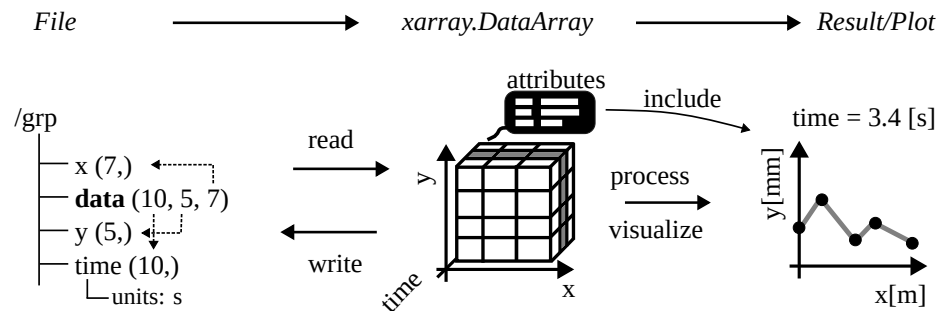 File
xarray.DataArray
Result/Plot
attributes
include
/grp
x (7,)
data (10, 5, 7)
y (5,)
time (10,)
units: s
read
write
y
x
time
process
visualize
time = 3.4 [s]
y[mm]
x[m]